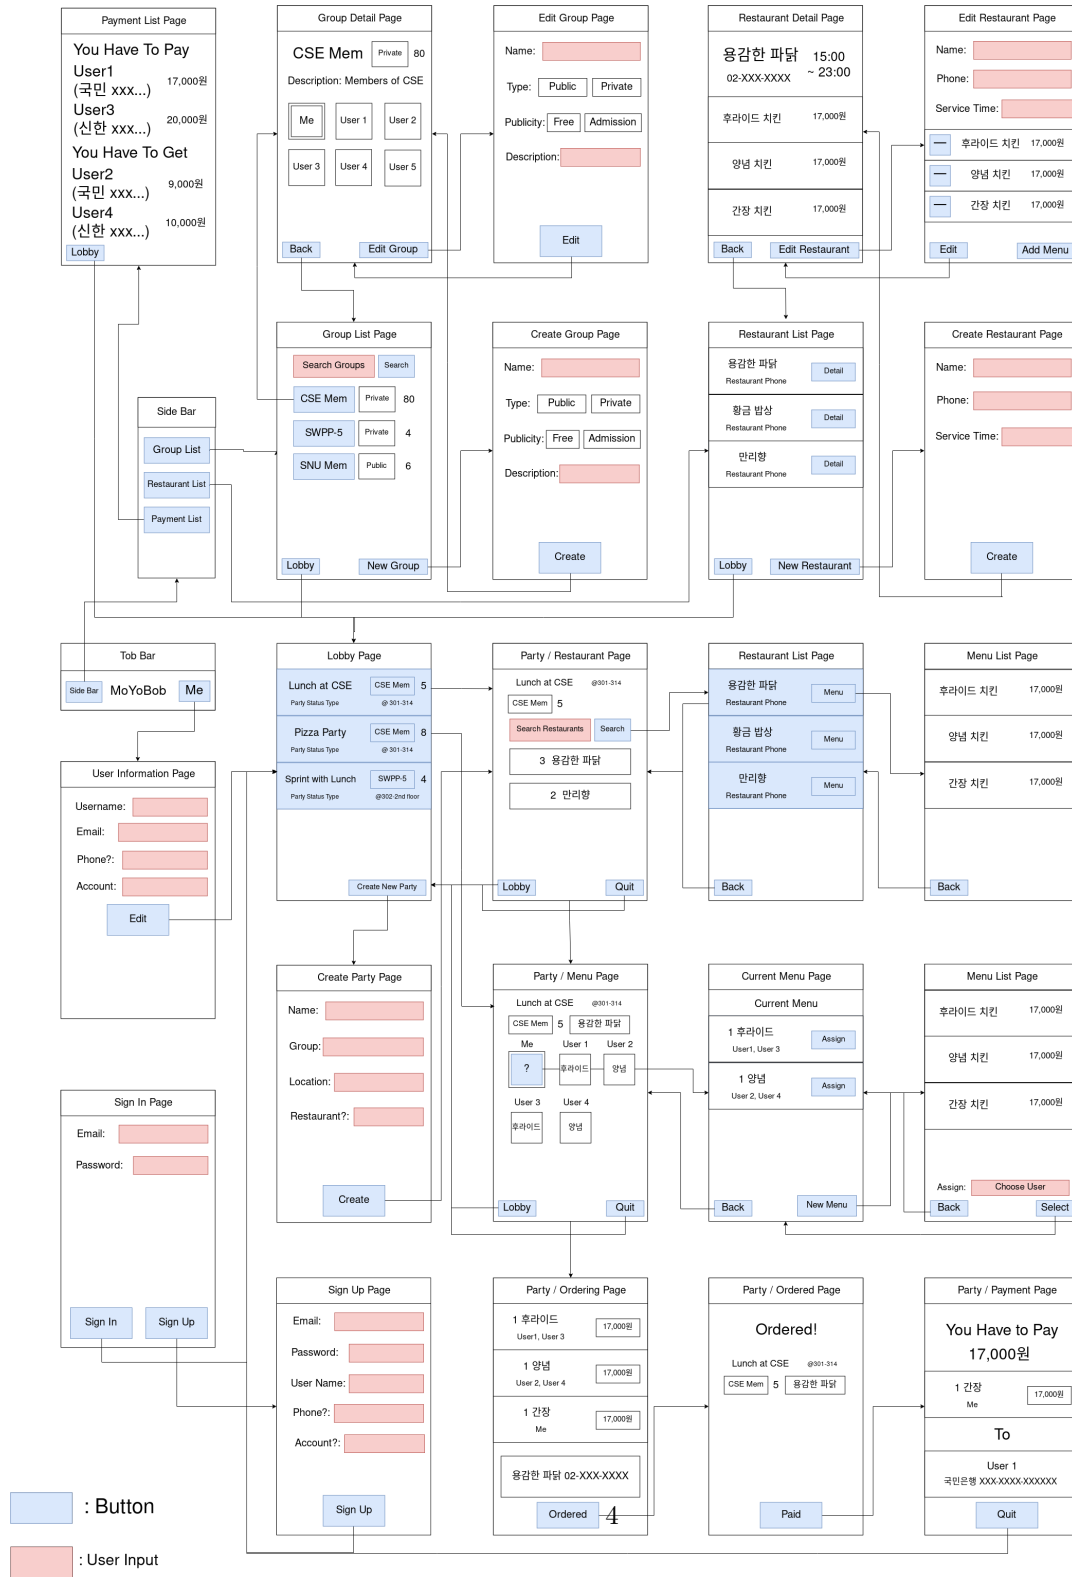 Payment List Page
You Have To Pay
User1
(국민 xxx...)
17,000원
User3
(신한 xxx...)
20,000원
You Have To Get
User2
(국민 xxx...)
9,000원
User4
(신한 xxx...)
10,000원
Lobby
Group Detail Page
CSE Mem Private 80
Description: Members of CSE
Me User 1 User 2
User 3 User 4 User 5
Back Edit Group
Edit Group Page
Name:
Type: Public Private
Publicity: Free Admission
Description:
Edit
Restaurant Detail Page
용감한 파닭 15:00
02-XXX-XXXX ~ 23:00
후라이드 치킨 17,000원
양념 치킨 17,000원
간장 치킨 17,000원
Back Edit Restaurant
Edit Restaurant Page
Name:
Phone:
Service Time:
— 후라이드 치킨 17,000원
— 양념 치킨 17,000원
— 간장 치킨 17,000원
Edit Add Menu
Side Bar
Group List
Restaurant List
Payment List
Group List Page
Search Groups Search
CSE Mem Private 80
SWPP-5 Private 4
SNU Mem Public 6
Lobby New Group
Create Group Page
Name:
Type: Public Private
Publicity: Free Admission
Description:
Create
Restaurant List Page
용감한 파닭
Restaurant Phone
Detail
황금 밥상
Restaurant Phone
Detail
만리향
Restaurant Phone
Detail
Lobby New Restaurant
Create Restaurant Page
Name:
Phone:
Service Time:
Create
Tob Bar
Side Bar MoYoBob Me
User Information Page
Username:
Email:
Phone?:
Account:
Edit
Lobby Page
Lunch at CSE CSE Mem 5
Party Status Type @ 301-314
Pizza Party CSE Mem 8
Party Status Type @ 301-314
Sprint with Lunch SWPP-5 4
Party Status Type @302-2nd floor
Create New Party
Party / Restaurant Page
Lunch at CSE @301-314
CSE Mem 5
Search Restaurants Search
3 용감한 파닭
2 만리향
Lobby Quit
Restaurant List Page
용감한 파닭
Restaurant Phone
Menu
황금 밥상
Restaurant Phone
Menu
만리향
Restaurant Phone
Menu
Back
Menu List Page
후라이드 치킨 17,000원
양념 치킨 17,000원
간장 치킨 17,000원
Back
Create Party Page
Name:
Group:
Location:
Restaurant?:
Create
Party / Menu Page
Lunch at CSE @301-314
CSE Mem 5 용감한 파닭
Me User 1 User 2
? 후라이드 양념
User 3 User 4
후라이드 양념
Lobby Quit
Current Menu Page
Current Menu
1 후라이드
User1, User 3
Assign
1 양념
User 2, User 4
Assign
Back New Menu
Menu List Page
후라이드 치킨 17,000원
양념 치킨 17,000원
간장 치킨 17,000원
Assign: Choose User
Back Select
Sign In Page
Email:
Password:
Sign In Sign Up
Sign Up Page
Email:
Password:
User Name:
Phone?:
Account?:
Sign Up
Party / Ordering Page
1 후라이드
User1, User 3
17,000원
1 양념
User 2, User 4
17,000원
1 간장
Me
17,000원
용감한 파닭 02-XXX-XXXX
Ordered
Party / Ordered Page
Ordered!
Lunch at CSE @301-314
CSE Mem 5 용감한 파닭
Paid
Party / Payment Page
You Have to Pay
17,000원
1 간장
Me
17,000원
To
User 1
국민은행 XXX-XXXX-XXXXXX
Quit
: Button
: User Input
4